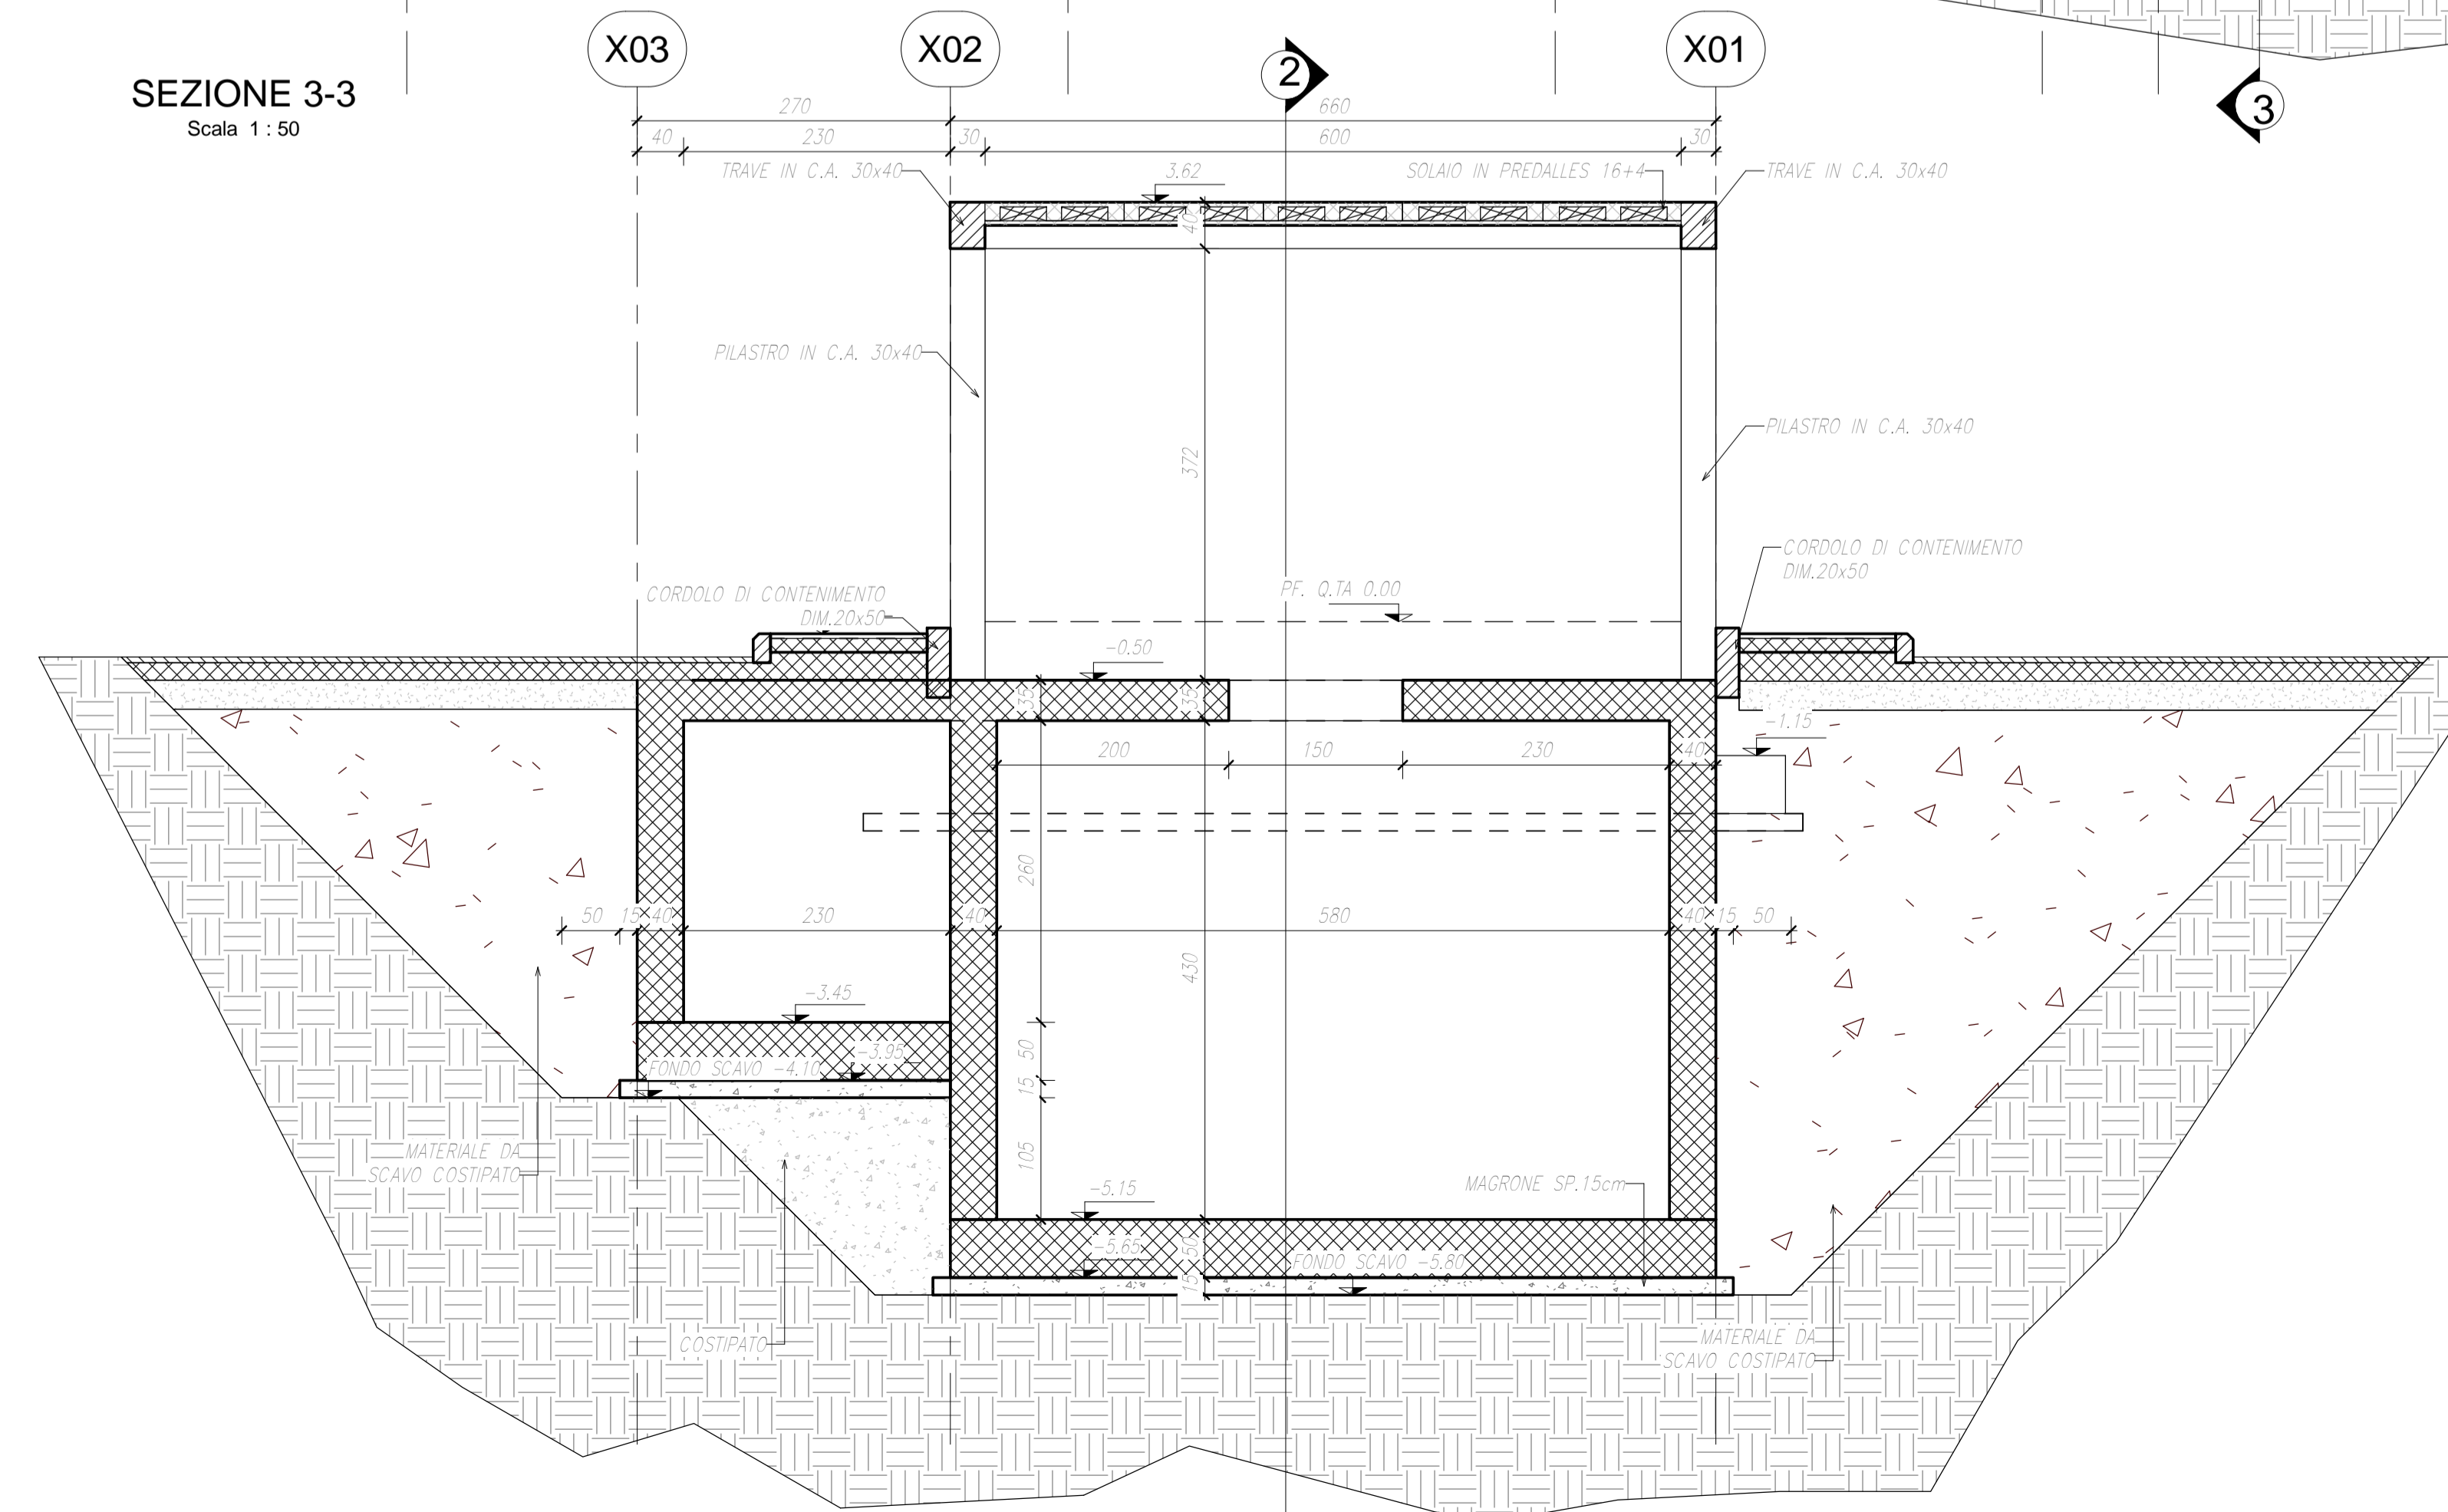 X03
X02
X01
2
3
SEZIONE 3-3
Scala 1 : 50
270
660
40
230
30
600
30
TRAVE IN C.A. 30x40
3.62
SOLAIO IN PREDALLES 16+4
TRAVE IN C.A. 30x40
40
PILASTRO IN C.A. 30x40
372
PILASTRO IN C.A. 30x40
CORDOLO DI CONTENIMENTO
DIM.20x50
PF. Q.TA 0.00
CORDOLO DI CONTENIMENTO
DIM.20x50
-0.50
35
35
-1.15
200
150
230
40
260
50
15
40
230
40
580
40
15
50
430
-3.45
50
FONDO SCAVO -4.10
-3.95
15
105
MATERIALE DA
SCAVO COSTIPATO
MAGRONE SP.15cm
-5.15
-5.65
50
15
FONDO SCAVO -5.80
COSTIPATO
MATERIALE DA
SCAVO COSTIPATO